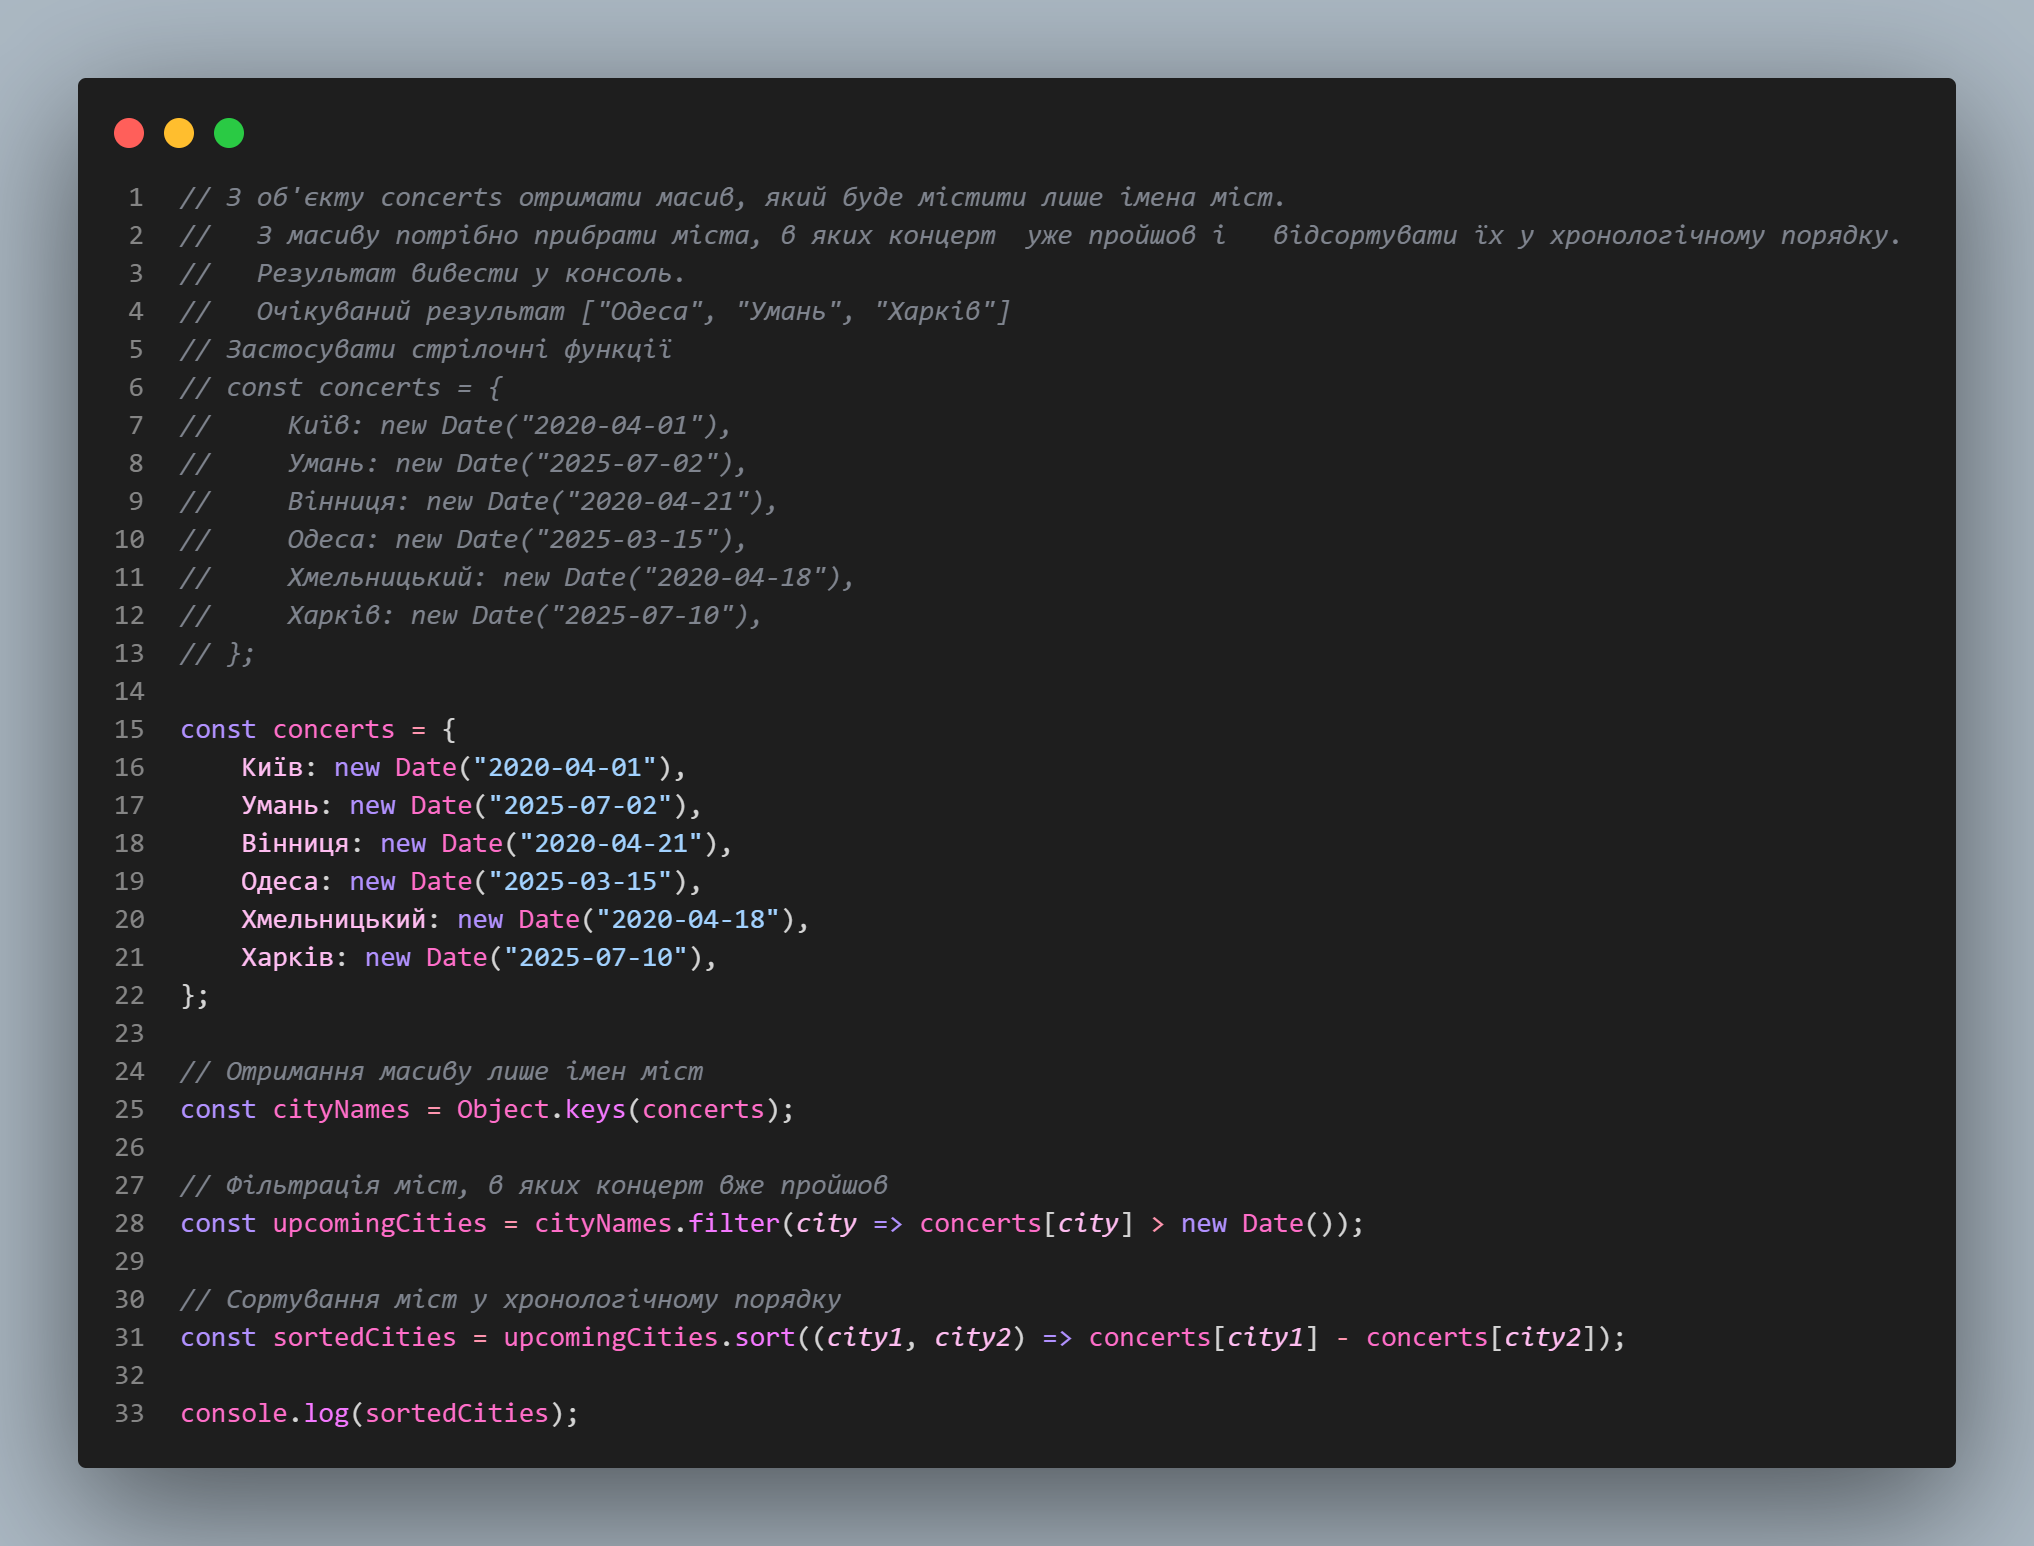 1 // З об'єкту concerts отримати масив, який буде містити лише імена міст.
2 //   З масиву потрібно прибрати міста, в яких концерт  уже пройшов і   відсортувати їх у хронологічному порядку.
3 //   Результат вивести у консоль.
4 //   Очікуваний результат ["Одеса", "Умань", "Харків"]
5 // Застосувати стрілочні функції
6 // const concerts = {
7 //     Київ: new Date("2020-04-01"),
8 //     Умань: new Date("2025-07-02"),
9 //     Вінниця: new Date("2020-04-21"),
10 //     Одеса: new Date("2025-03-15"),
11 //     Хмельницький: new Date("2020-04-18"),
12 //     Харків: new Date("2025-07-10"),
13 // };
14
15 const concerts = {
16     Київ: new Date("2020-04-01"),
17     Умань: new Date("2025-07-02"),
18     Вінниця: new Date("2020-04-21"),
19     Одеса: new Date("2025-03-15"),
20     Хмельницький: new Date("2020-04-18"),
21     Харків: new Date("2025-07-10"),
22 };
23
24 // Отримання масиву лише імен міст
25 const cityNames = Object.keys(concerts);
26
27 // Фільтрація міст, в яких концерт вже пройшов
28 const upcomingCities = cityNames.filter(city => concerts[city] > new Date());
29
30 // Сортування міст у хронологічному порядку
31 const sortedCities = upcomingCities.sort((city1, city2) => concerts[city1] - concerts[city2]);
32
33 console.log(sortedCities);